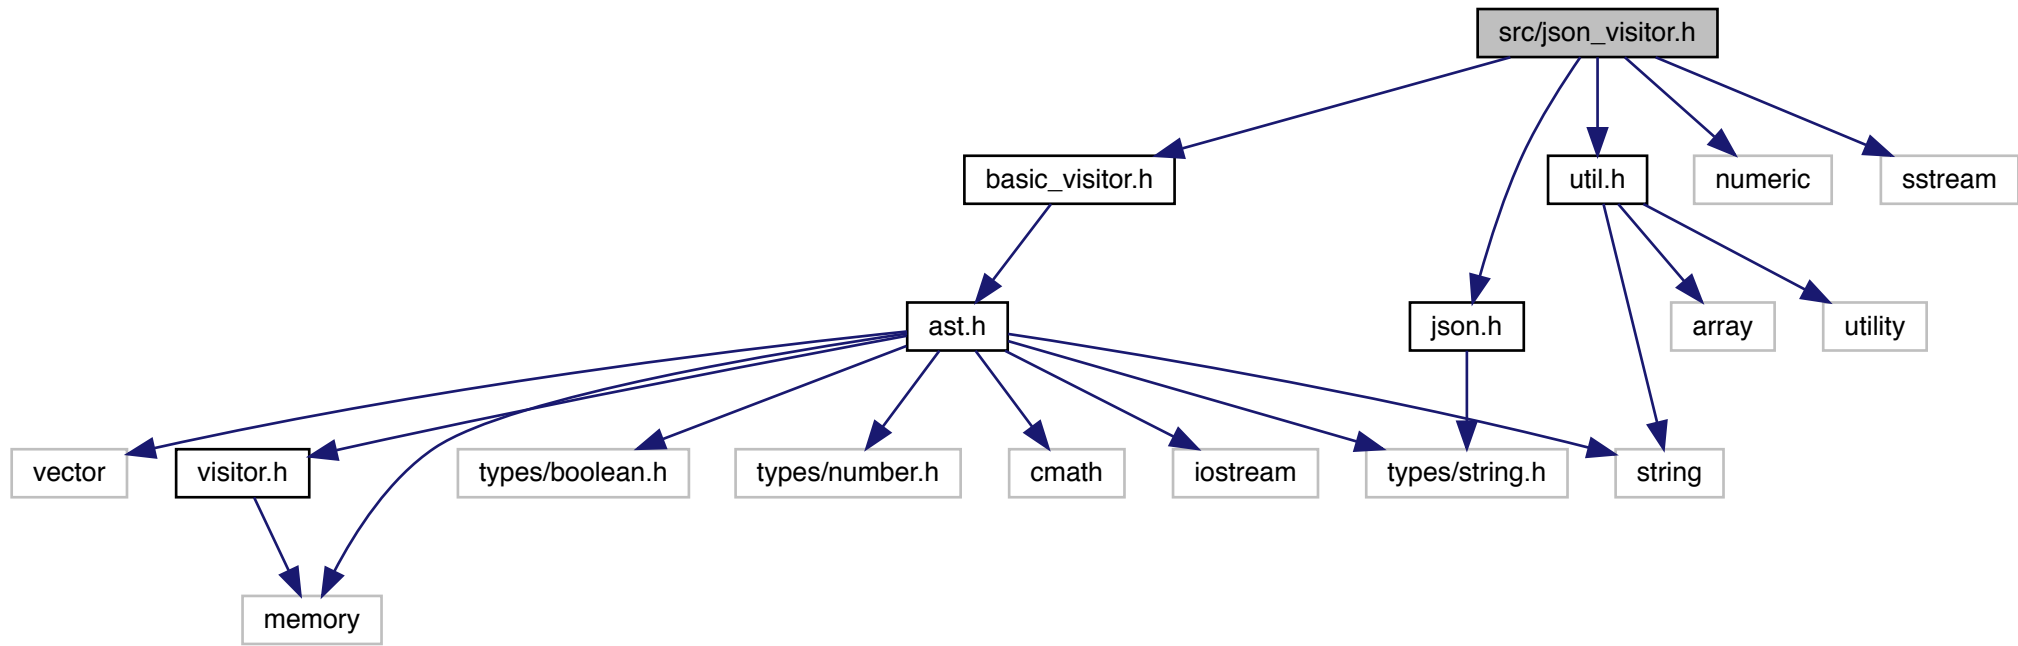 src/json_visitor.h
basic_visitor.h
util.h
numeric
sstream
ast.h
json.h
array
utility
vector
visitor.h
types/boolean.h
types/number.h
cmath
iostream
types/string.h
string
memory